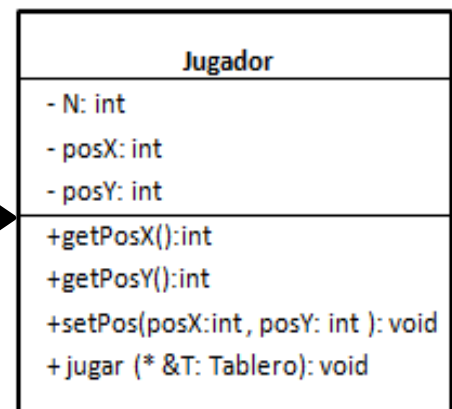 Jugador
- N: int
- posX: int
- posY: int
+getPosX():int
+getPosY():int
+setPos(posX:int, posY: int ): void
+ jugar (* &T: Tablero): void